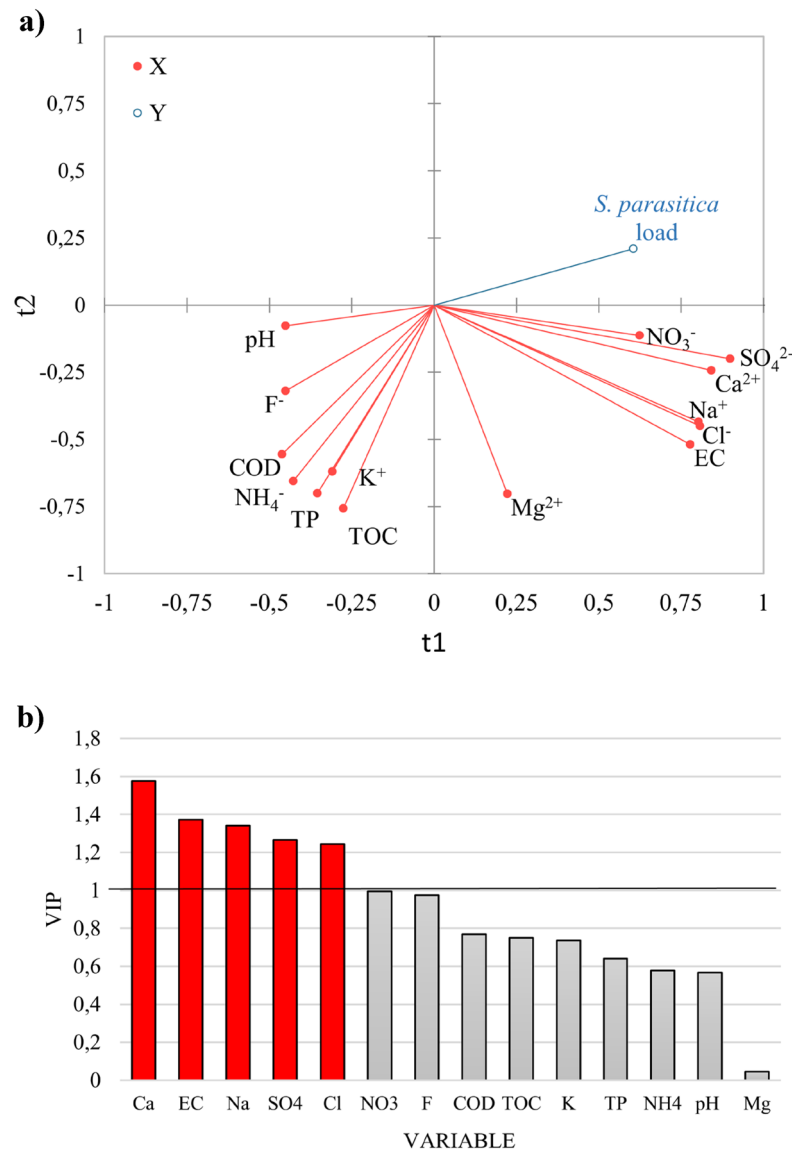 a)
X
Y
1
0,75
0,5
0,25
0
-0,25
-0,5
-0,75
-1
t2
S. parasitica
load
pH
F⁻
COD
NH₄⁻
TP
K⁺
TOC
Mg²⁺
NO₃⁻
SO₄²⁻
Ca²⁺
Na⁺
Cl⁻
EC
-1 -0,75 -0,5 -0,25 0 0,25 0,5 0,75 1
t1
b)
1,8
1,6
1,4
1,2
1
0,8
0,6
0,4
0,2
0
VIP
Ca EC Na SO4 Cl NO3 F COD TOC K TP NH4 pH Mg
VARIABLE